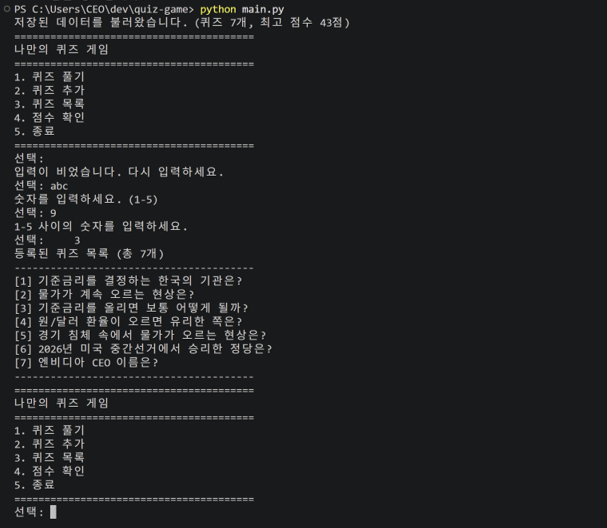 PS C:\Users\CEO\dev\quiz-game> python main.py
저장된 데이터를 불러왔습니다. (퀴즈 7개, 최고 점수 43점)
========================================
나만의 퀴즈 게임
========================================
1. 퀴즈 풀기
2. 퀴즈 추가
3. 퀴즈 목록
4. 점수 확인
5. 종료
========================================
선택:
입력이 비었습니다. 다시 입력하세요.
선택: abc
숫자를 입력하세요. (1-5)
선택: 9
1-5 사이의 숫자를 입력하세요.
선택:     3
등록된 퀴즈 목록 (총 7개)
----------------------------------------
[1] 기준금리를 결정하는 한국의 기관은?
[2] 물가가 계속 오르는 현상은?
[3] 기준금리를 올리면 보통 어떻게 될까?
[4] 원/달러 환율이 오르면 유리한 쪽은?
[5] 경기 침체 속에서 물가가 오르는 현상은?
[6] 2026년 미국 중간선거에서 승리한 정당은?
[7] 엔비디아 CEO 이름은?
----------------------------------------
========================================
나만의 퀴즈 게임
========================================
1. 퀴즈 풀기
2. 퀴즈 추가
3. 퀴즈 목록
4. 점수 확인
5. 종료
========================================
선택: